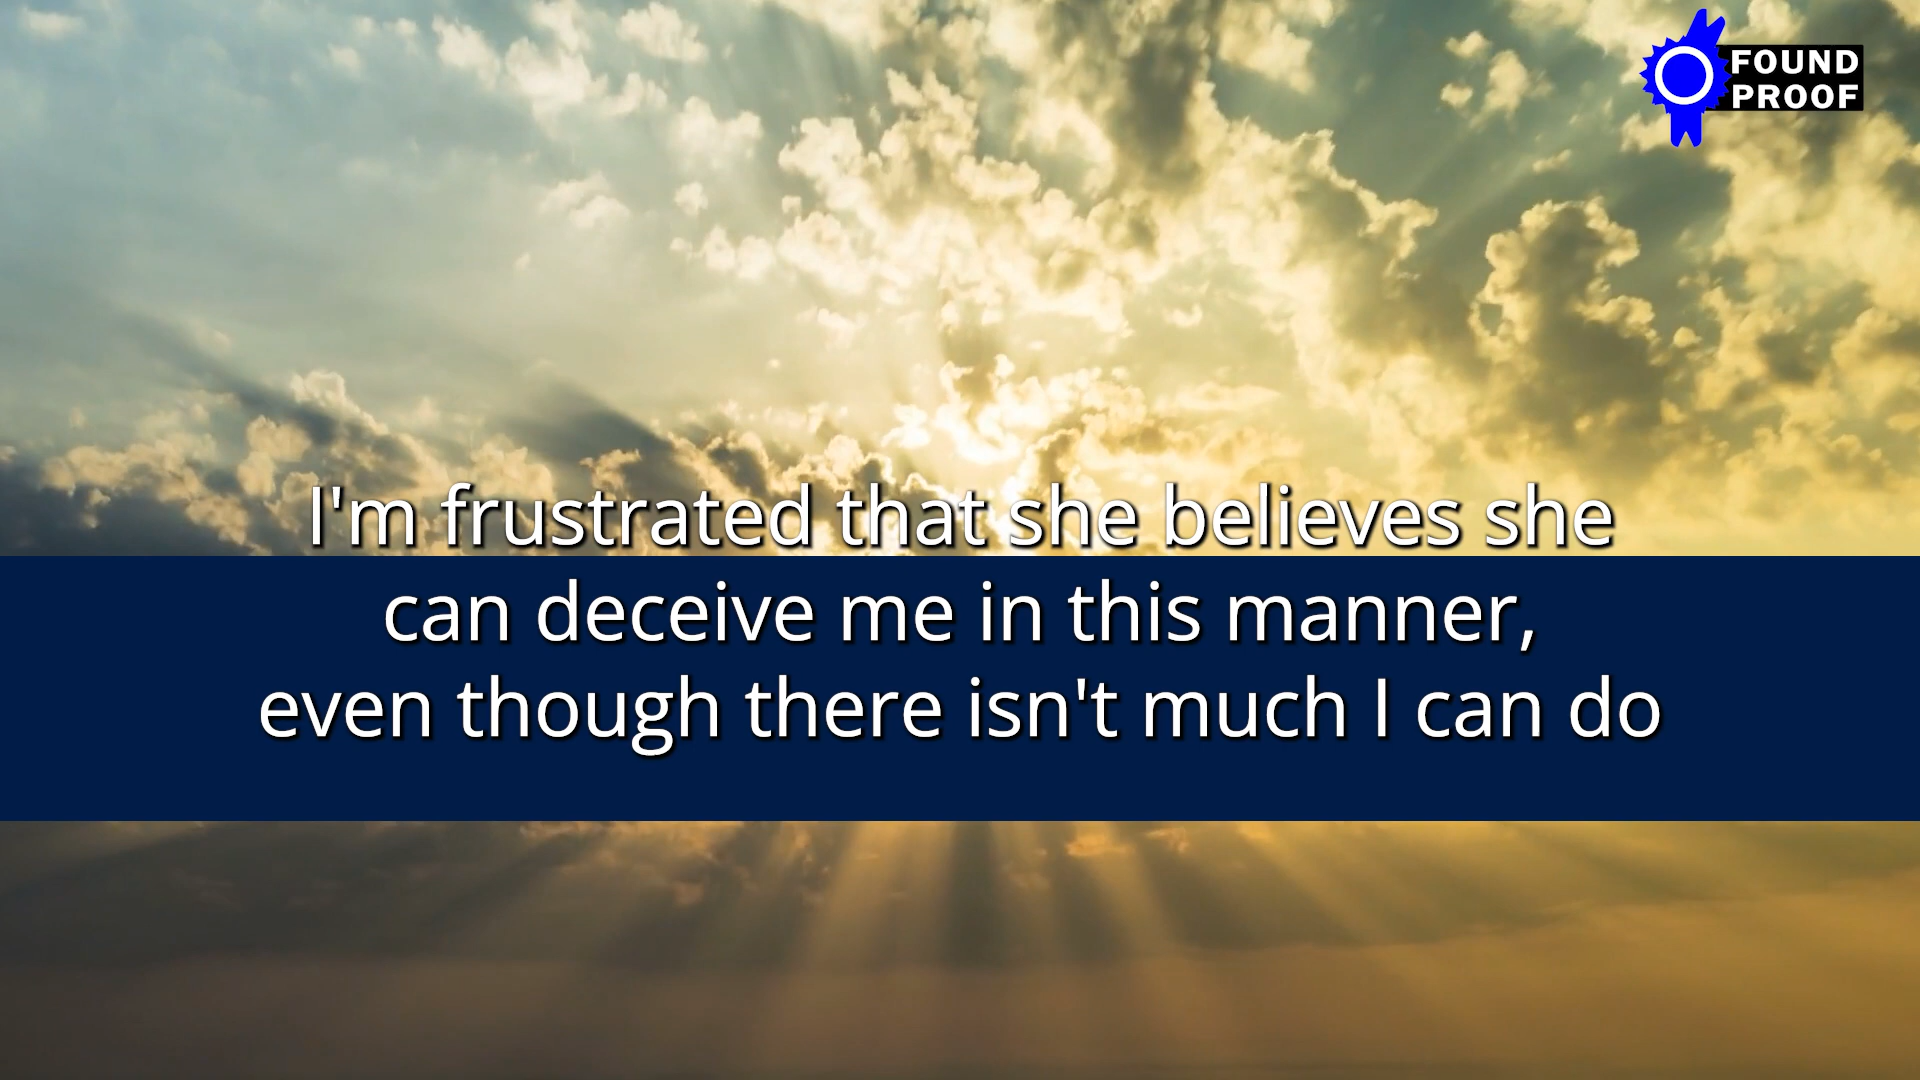 FOUND
PROOF
I'm frustrated that she believes she
can deceive me in this manner,
even though there isn't much I can do